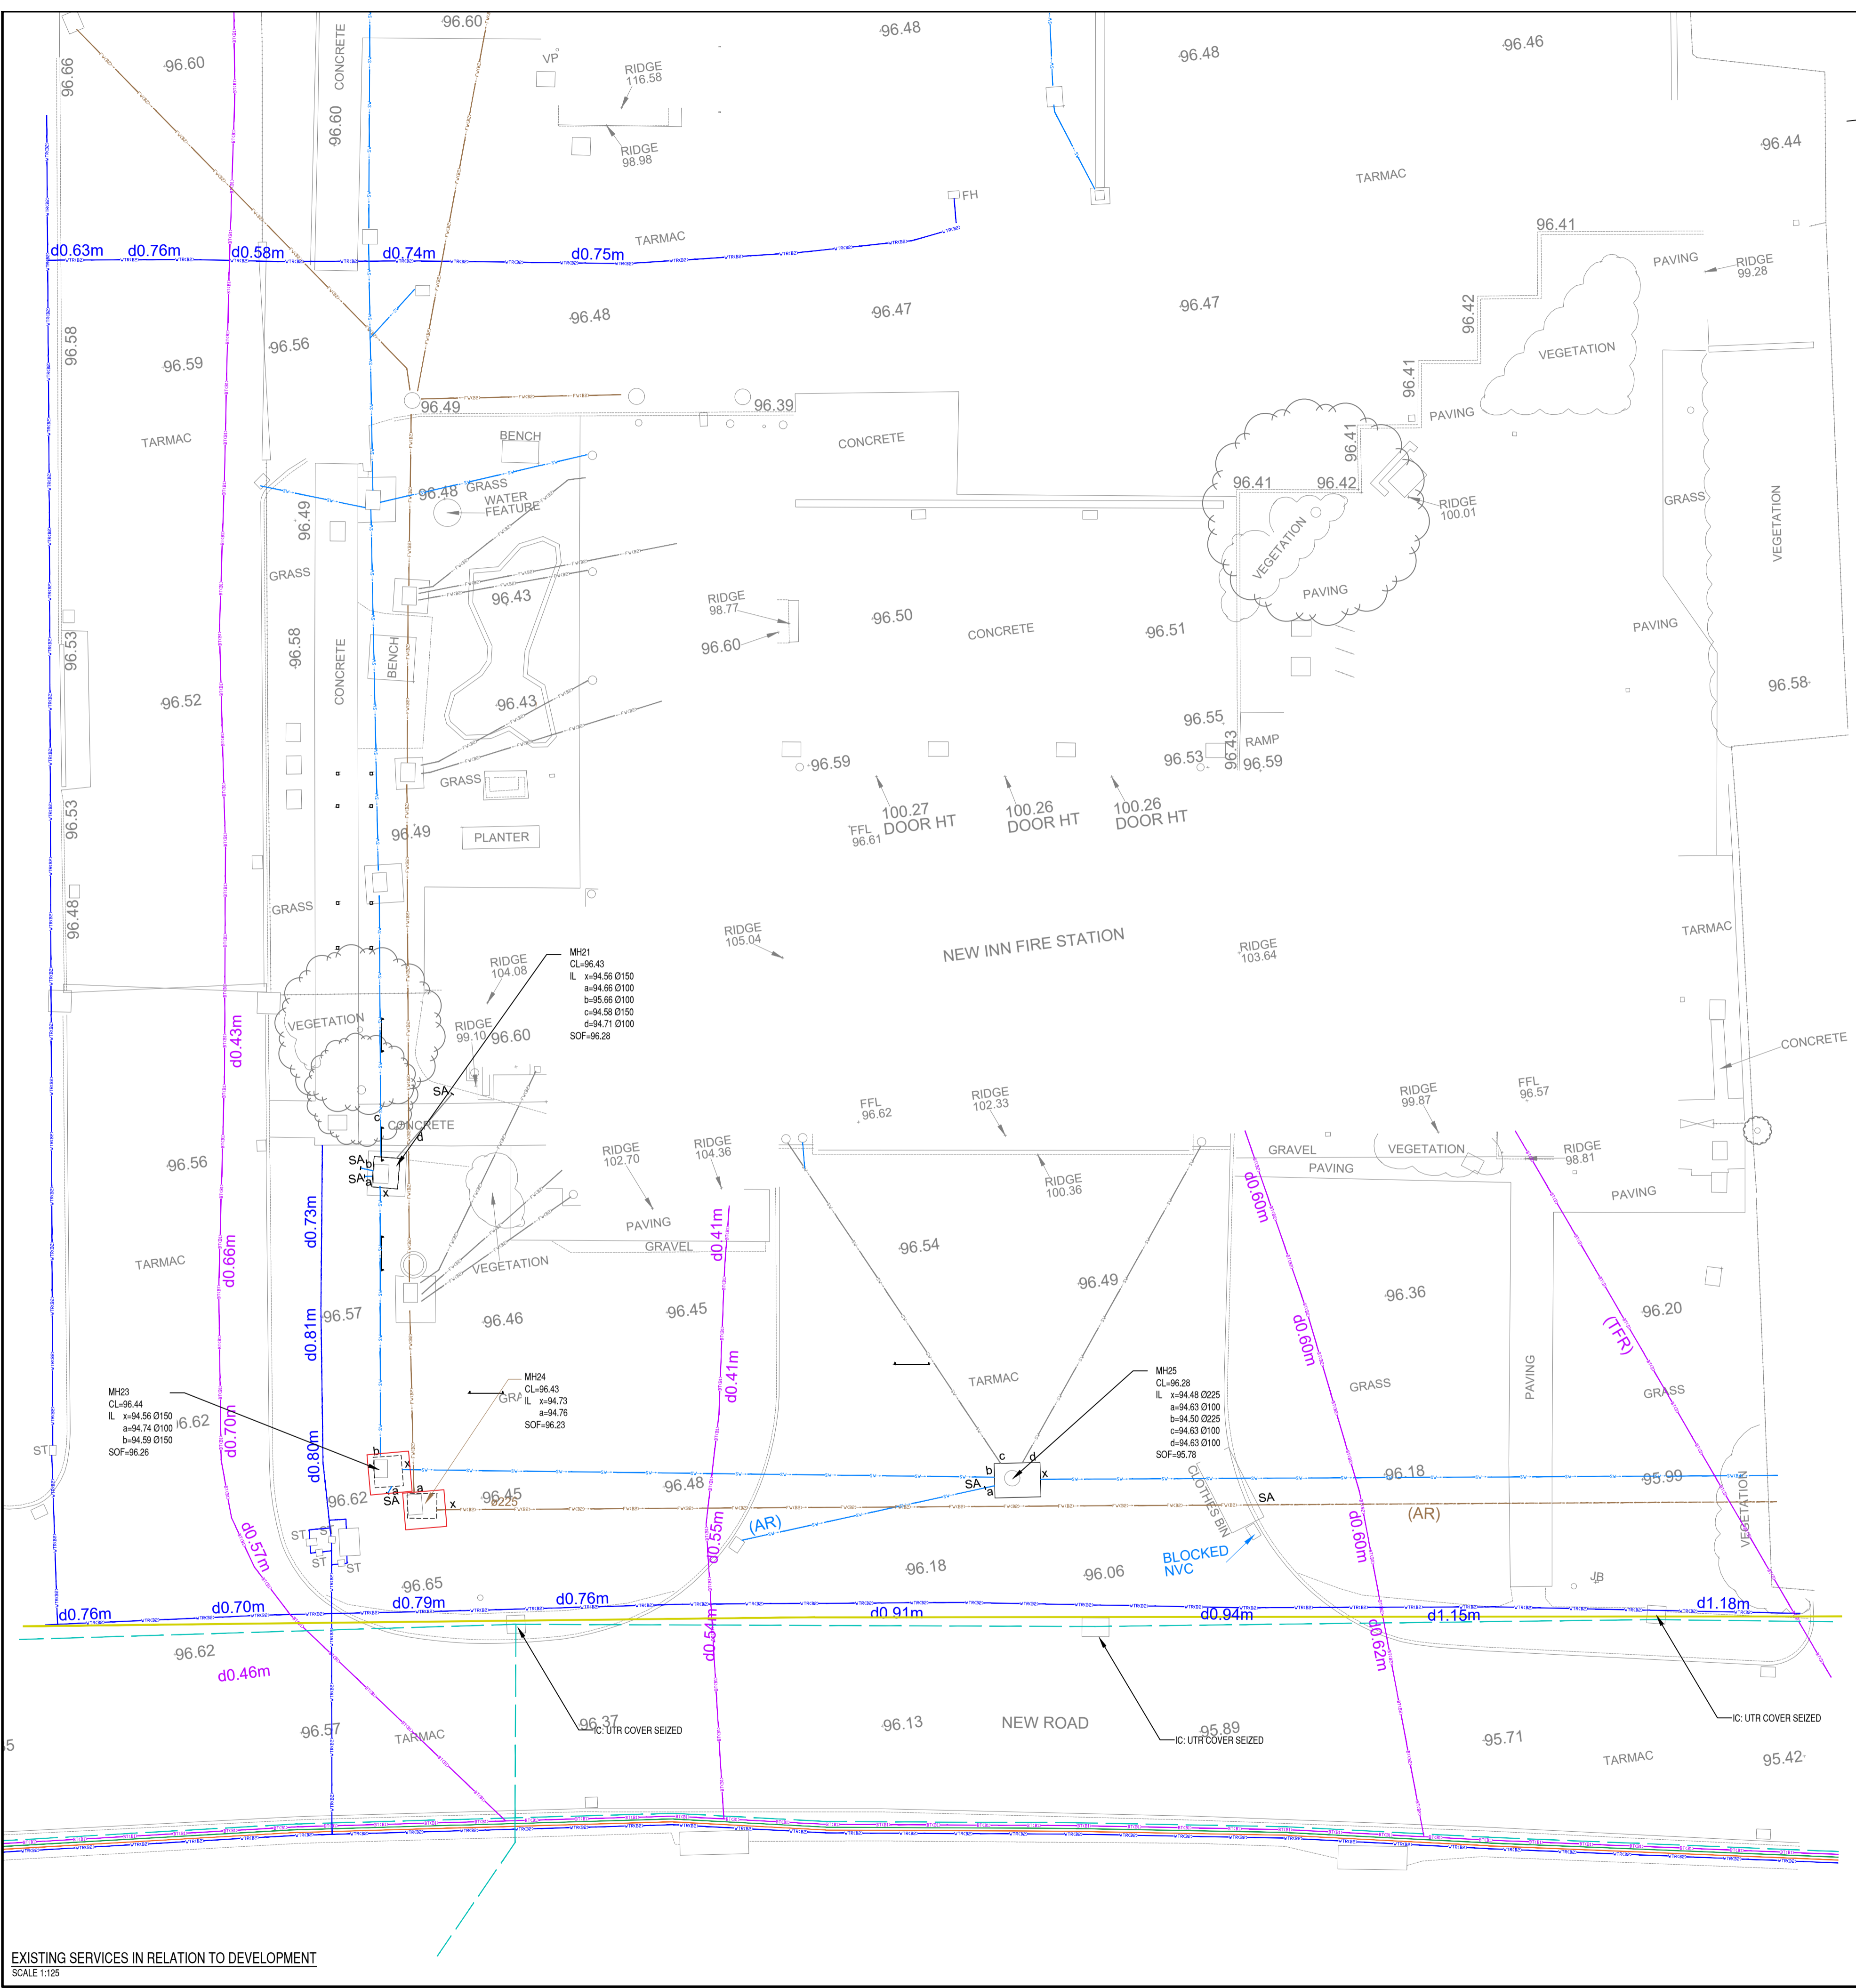 96.60
96.48
96.48
96.46
96.66
96.60
CONCRETE
96.60
VP
RIDGE
116.58
RIDGE
98.98
96.44
TARMAC
FH
96.41
TARMAC
d0.63m
d0.76m
d0.58m
d0.74m
d0.75m
PAVING
RIDGE
99.28
96.58
96.59
96.56
96.48
96.47
96.47
96.42
VEGETATION
96.41
96.49
96.39
PAVING
TARMAC
BENCH
CONCRETE
96.41
96.48
GRASS
WATER
FEATURE
96.49
96.41
96.42
RIDGE
100.01
GRASS
VEGETATION
VEGETATION
GRASS
96.43
RIDGE
98.77
96.60
96.50
CONCRETE
96.51
PAVING
PAVING
96.53
96.58
CONCRETE
BENCH
96.52
96.43
96.58
96.55
96.43
RAMP
96.53
96.59
96.59
GRASS
100.27
DOOR HT
100.26
DOOR HT
100.26
DOOR HT
FFL
96.61
96.53
96.49
PLANTER
96.48
GRASS
RIDGE
105.04
NEW INN FIRE STATION
RIDGE
103.64
TARMAC
RIDGE
104.08
MH21
CL=96.43
IL x=94.56 Ø150
a=94.66 Ø100
b=95.66 Ø100
c=94.58 Ø150
d=94.71 Ø100
SOF=96.28
d0.43m
VEGETATION
RIDGE
99.10
96.60
CONCRETE
SA
c
CONCRETE
d
FFL
96.62
RIDGE
102.33
RIDGE
99.87
FFL
96.57
96.56
SA
b
SA
a
x
RIDGE
102.70
RIDGE
104.36
GRAVEL
VEGETATION
RIDGE
98.81
PAVING
RIDGE
100.36
PAVING
d0.73m
PAVING
GRAVEL
d0.41m
d0.60m
TARMAC
d0.66m
VEGETATION
96.54
96.49
96.36
96.20
96.57
96.46
96.45
d0.81m
d0.60m
(TFR)
MH23
CL=96.44
IL x=94.56 Ø150
a=94.74 Ø100
b=94.59 Ø150
SOF=96.26
6.62
MH24
CL=96.43
IL x=94.73
a=94.76
SOF=96.23
GRA
d0.41m
TARMAC
MH25
CL=96.28
IL x=94.48 Ø225
a=94.63 Ø100
b=94.50 Ø225
c=94.63 Ø100
d=94.63 Ø100
SOF=95.78
GRASS
PAVING
GRASS
ST
d0.70m
d0.80m
b
x
a
SA
a
x
96.62
96.45
Ø225
96.48
c
d
b
SA
a
x
CLOTHES BIN
96.18
SA
95.99
VEGETATION
(AR)
(AR)
ST
ST
ST
ST
d0.57m
d0.55m
d0.60m
BLOCKED
NVC
96.65
96.18
96.06
JB
d0.76m
d0.70m
d0.79m
d0.76m
d0.91m
d0.94m
d1.15m
d1.18m
96.62
d0.46m
d0.54m
d0.62m
96.57
TARMAC
96.37
IC: UTR COVER SEIZED
96.13
NEW ROAD
95.89
IC: UTR COVER SEIZED
95.71
IC: UTR COVER SEIZED
TARMAC
95.42
EXISTING SERVICES IN RELATION TO DEVELOPMENT
SCALE 1:125